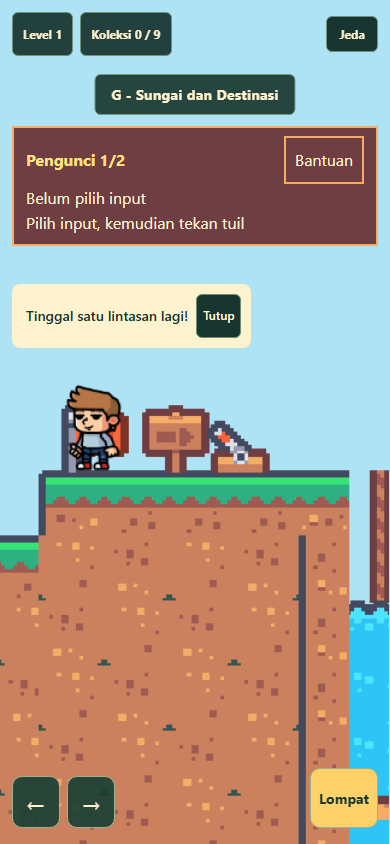 Level 1
Koleksi 0 / 9
Jeda
G - Sungai dan Destinasi
Pengunci 1/2
Bantuan
Belum pilih input
Pilih input, kemudian tekan tuil
Tinggal satu lintasan lagi!
Tutup
←
→
Lompat